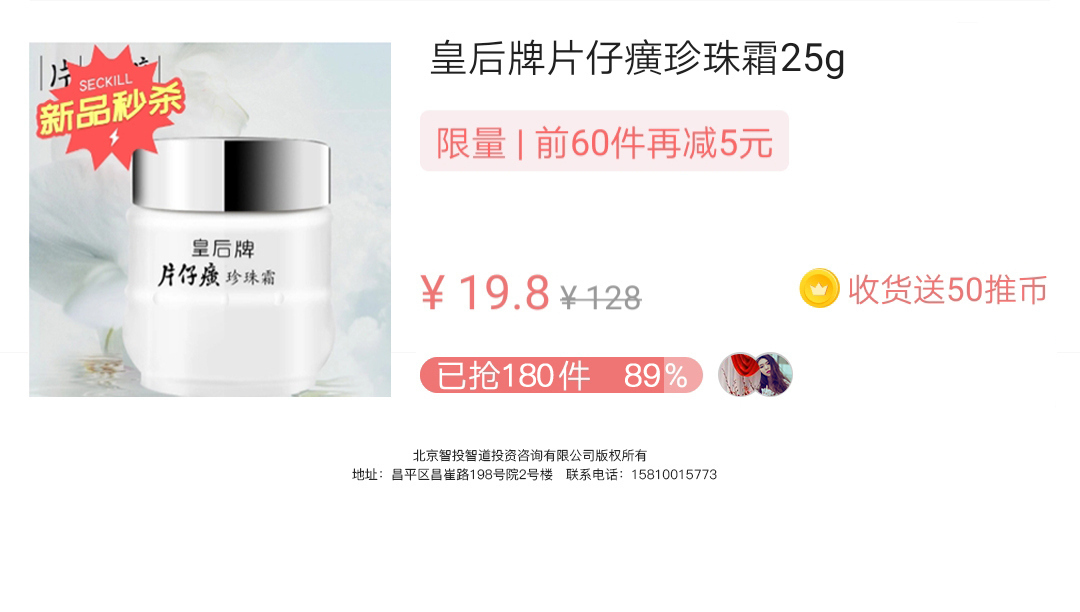 皇后牌片仔癀珍珠霜25g
SECKILL
新品秒杀
限量 | 前60件再减5元
皇后牌
片仔癀 珍珠霜
¥ 19.8 ¥ 128
收货送50推币
已抢180件 89%
北京智投智道投资咨询有限公司版权所有
地址：昌平区昌崔路198号院2号楼 联系电话：15810015773